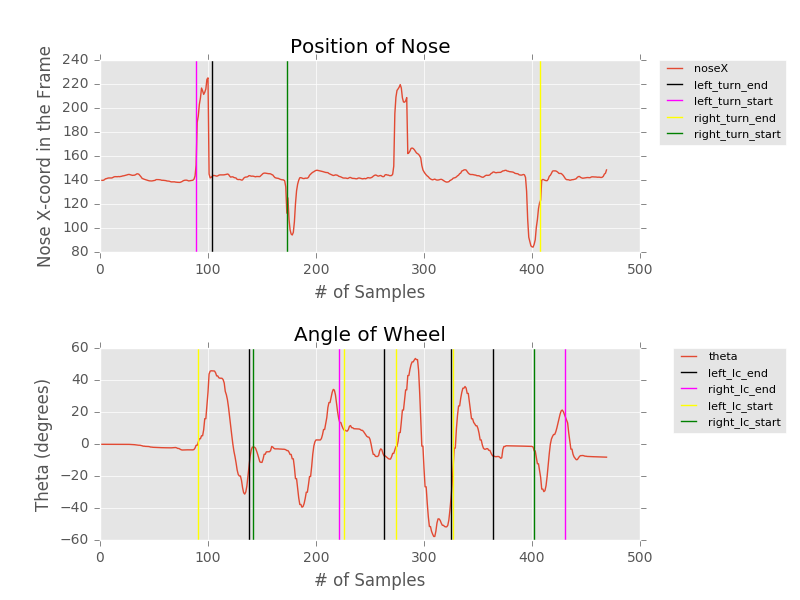 Position of Nose
Nose X-coord in the Frame
240
220
200
180
160
140
120
100
80
0 100 200 300 400 500
# of Samples
noseX
left_turn_end
left_turn_start
right_turn_end
right_turn_start
Angle of Wheel
Theta (degrees)
60
40
20
0
−20
−40
−60
0 100 200 300 400 500
# of Samples
theta
left_lc_end
right_lc_end
left_lc_start
right_lc_start